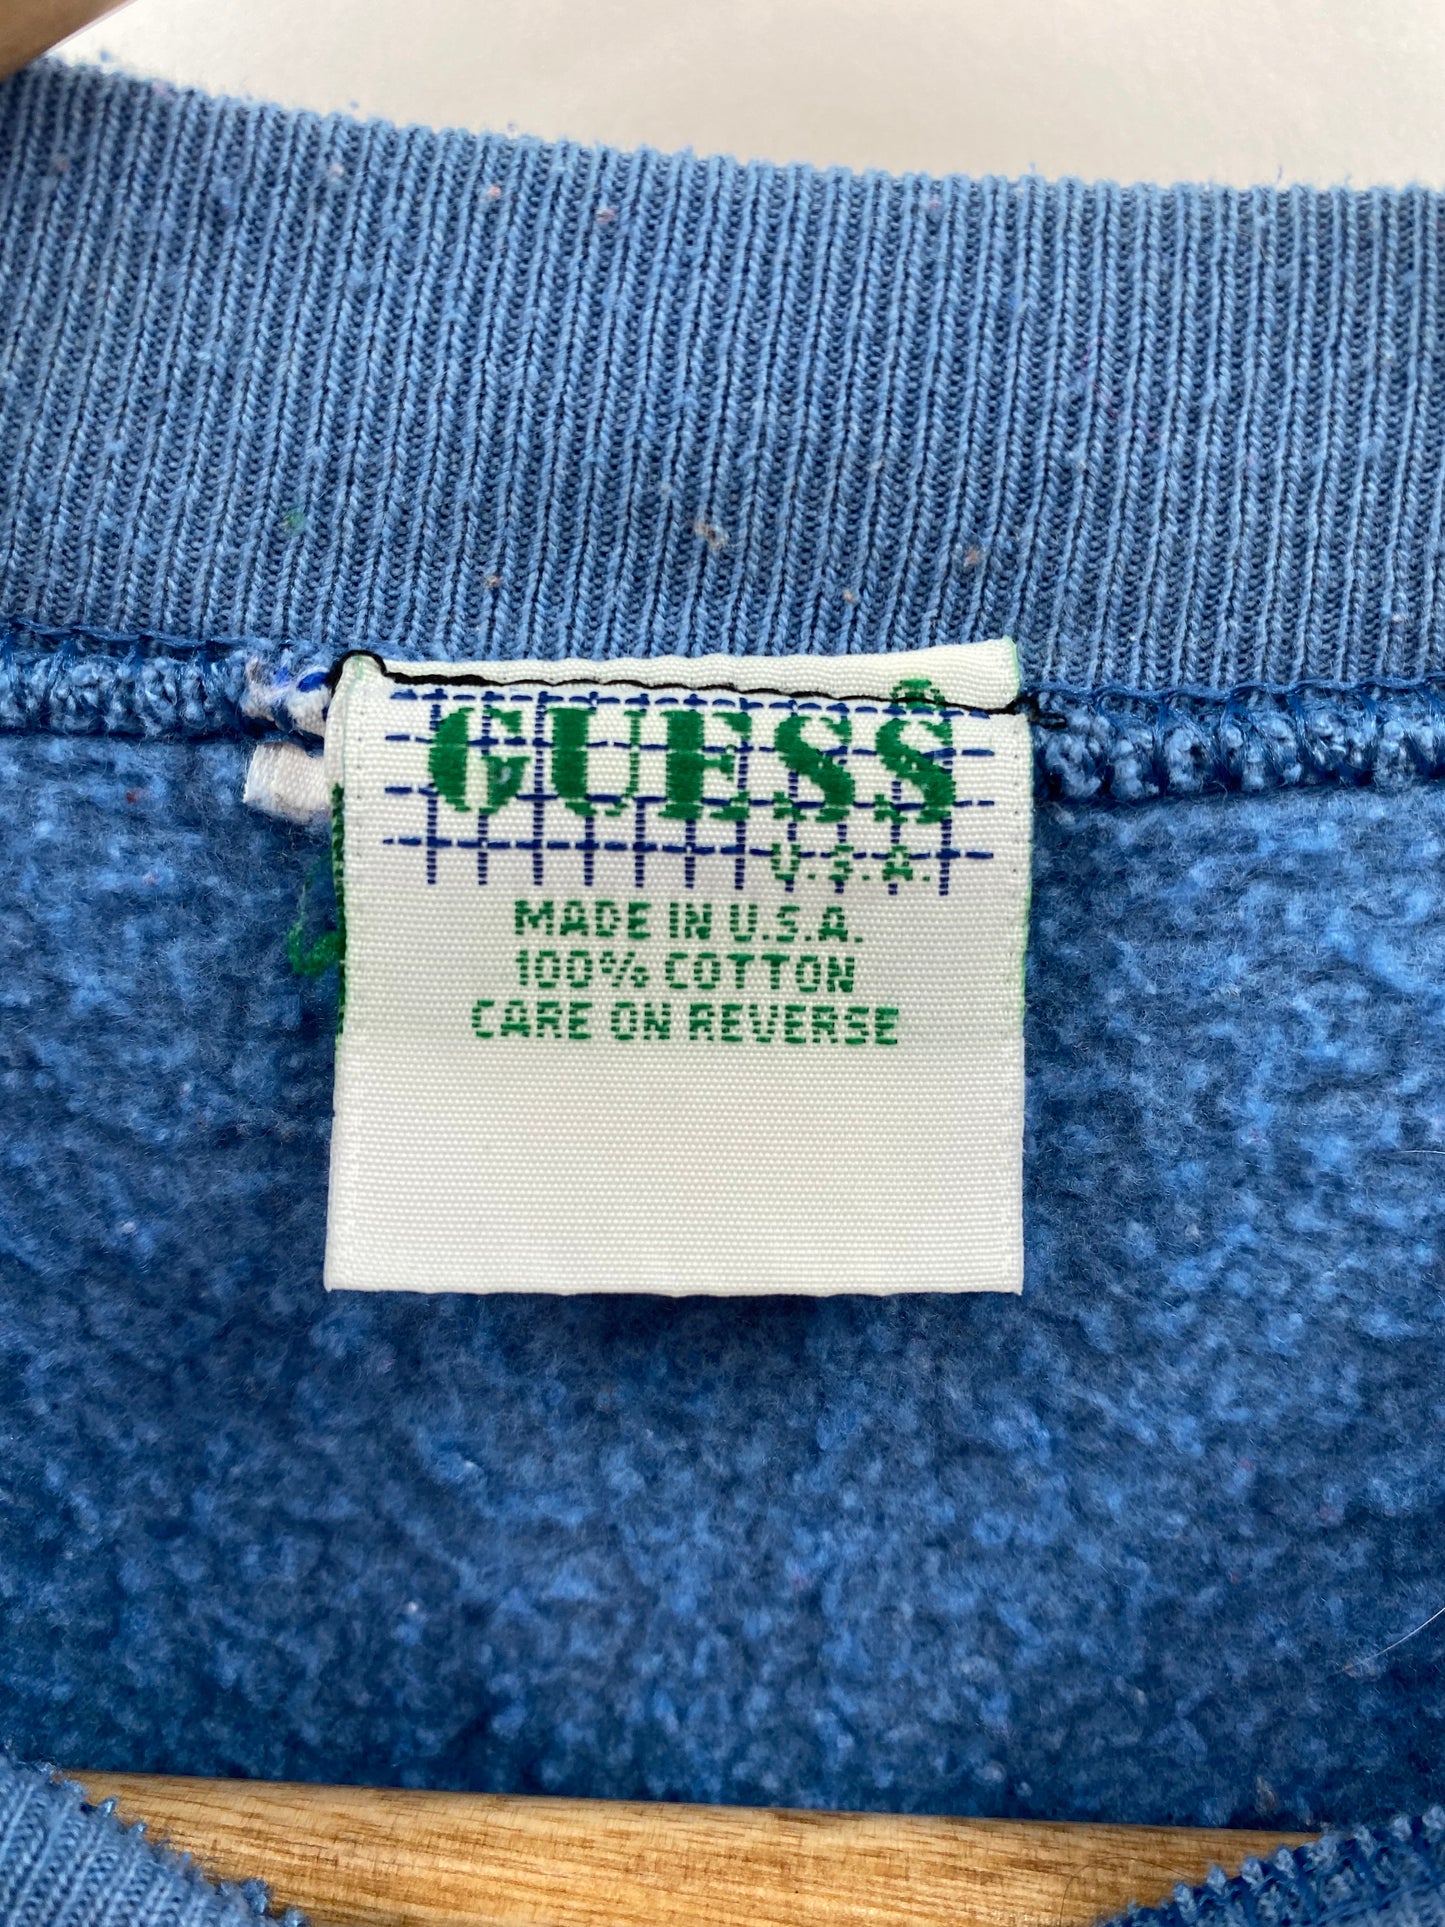 GUESS®
U.S.A.
MADE IN U.S.A.
100% COTTON
CARE ON REVERSE